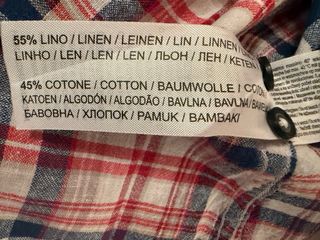 55% LINO / LINEN / LEINEN / LIN / LINNEN /
LINHO / LEN / LEN / LEN / ЛЬОН / ЛЕН / KETEN
45% COTONE / COTTON / BAUMWOLLE / COTON
KATOEN / ALGODÓN / ALGODÃO / BAVLNA / BAVLNA /
БАВОВНА / ХЛОПОК / PAMUK / BAMBAKI